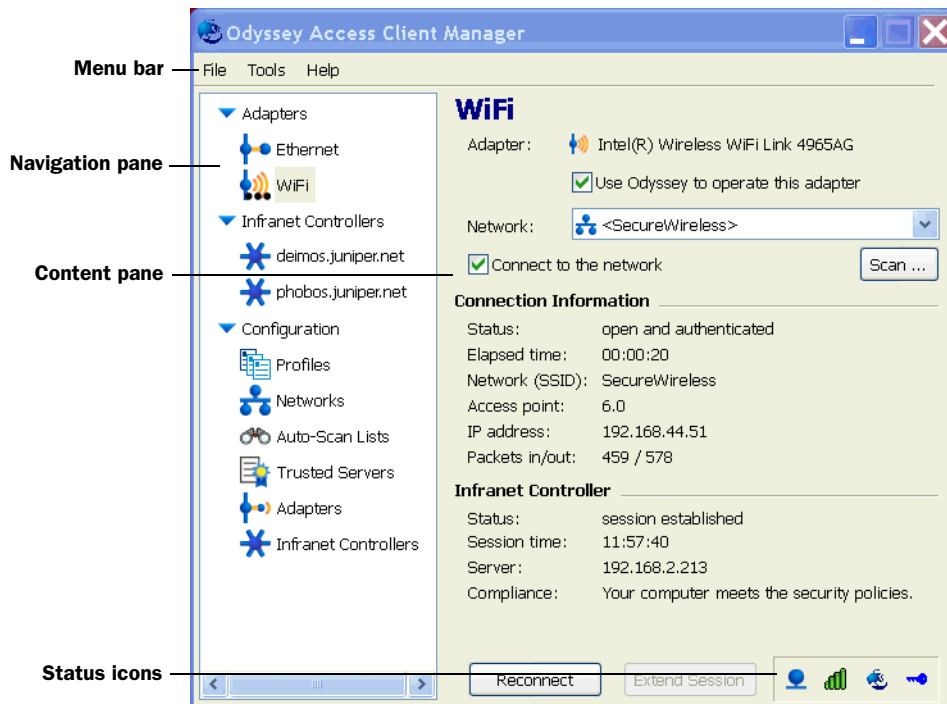 Odyssey Access Client Manager
Menu bar
File Tools Help
Navigation pane
Content pane
Status icons
Adapters
Ethernet
WiFi
Infranet Controllers
deimos.juniper.net
phobos.juniper.net
Configuration
Profiles
Networks
Auto-Scan Lists
Trusted Servers
Adapters
Infranet Controllers
WiFi
Adapter: Intel(R) Wireless WiFi Link 4965AG
Use Odyssey to operate this adapter
Network: <SecureWireless>
Connect to the network Scan ...
Connection Information
Status: open and authenticated
Elapsed time: 00:00:20
Network (SSID): SecureWireless
Access point: 6.0
IP address: 192.168.44.51
Packets in/out: 459 / 578
Infranet Controller
Status: session established
Session time: 11:57:40
Server: 192.168.2.213
Compliance: Your computer meets the security policies.
Reconnect Extend Session